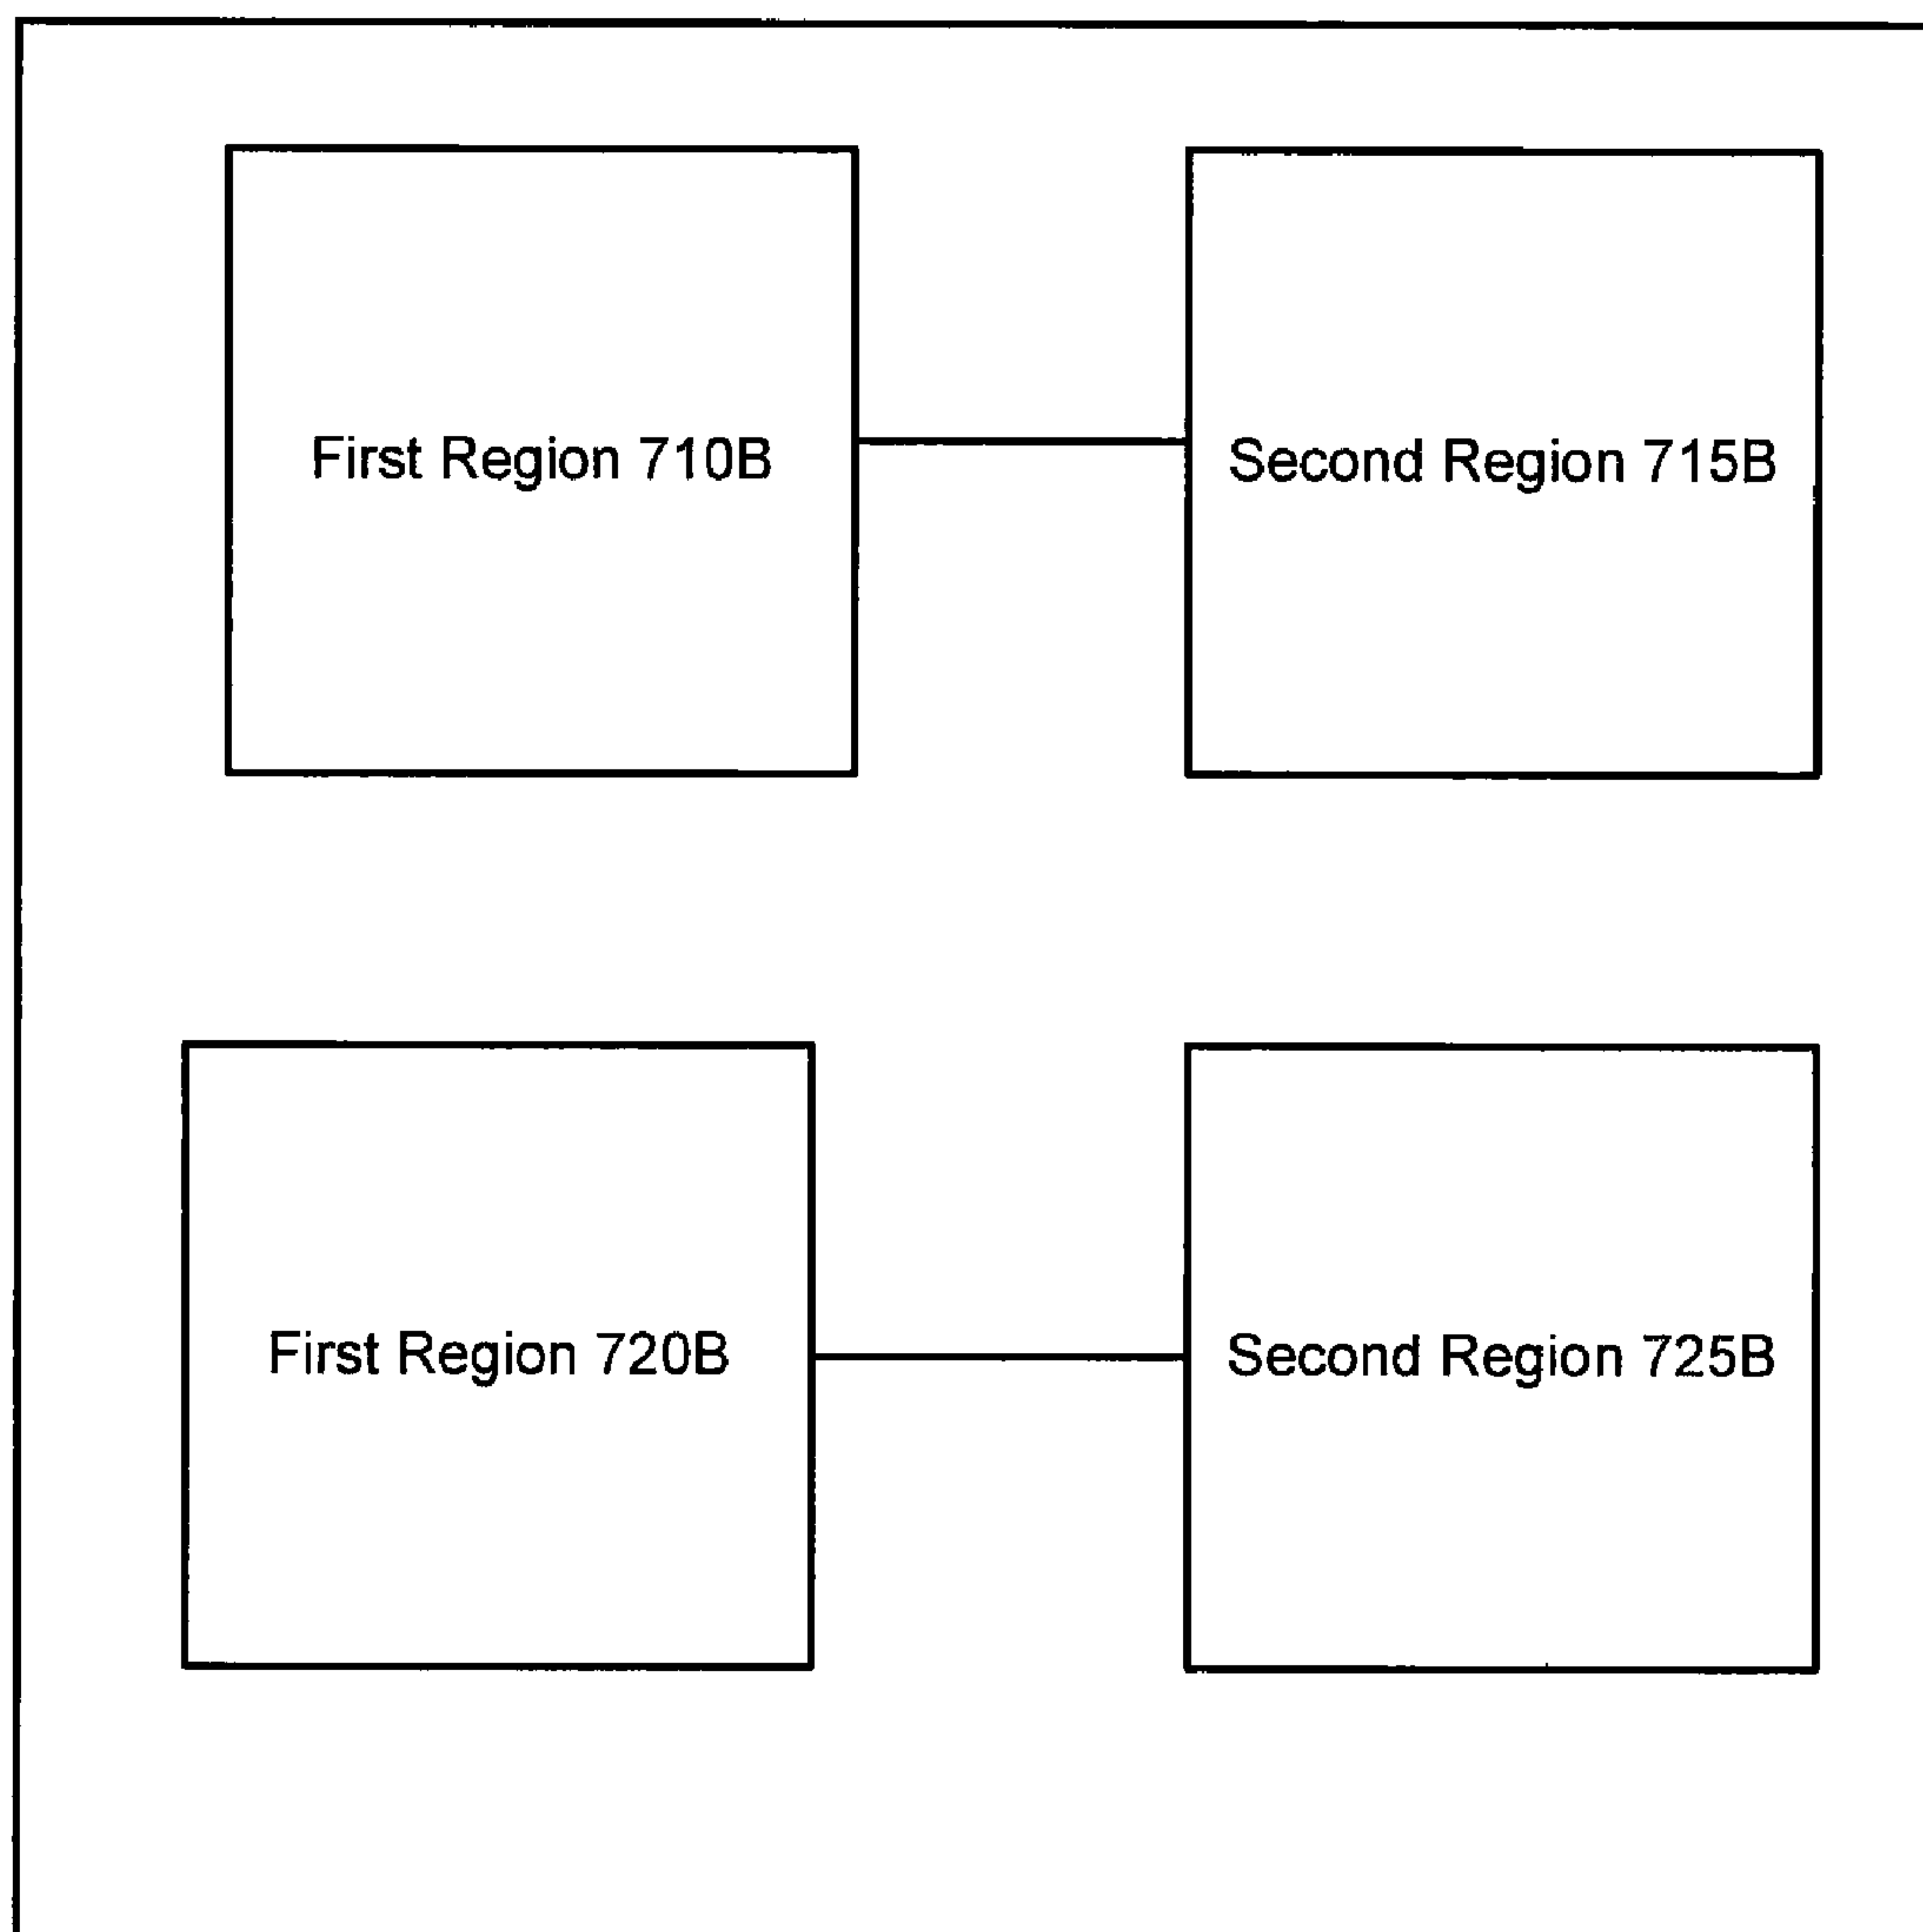 First Region 710B
Second Region 715B
First Region 720B
Second Region 725B